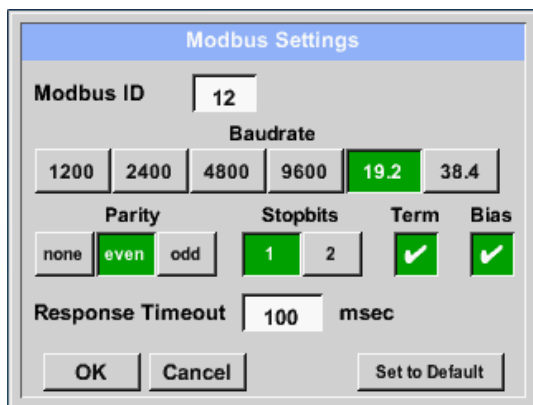 Modbus Settings
Modbus ID 12
Baudrate
1200 2400 4800 9600 19.2 38.4
Parity Stopbits Term Bias
none even odd 1 2
Response Timeout 100 msec
OK Cancel Set to Default